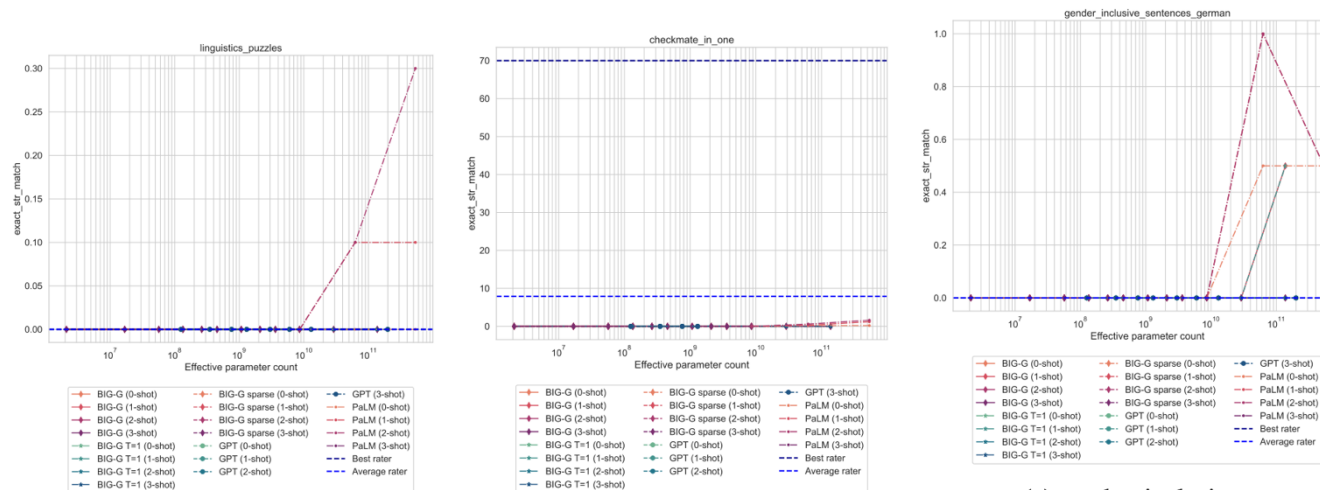 linguistics_puzzles
exact_str_match
0.30
0.25
0.20
0.15
0.10
0.05
0.00
10^7 10^8 10^9 10^10 10^11
Effective parameter count
BIG-G (0-shot) BIG-G sparse (0-shot) GPT (3-shot)
BIG-G (1-shot) BIG-G sparse (1-shot) PaLM (0-shot)
BIG-G (2-shot) BIG-G sparse (2-shot) PaLM (1-shot)
BIG-G (3-shot) BIG-G sparse (3-shot) PaLM (2-shot)
BIG-G T=1 (0-shot) GPT (0-shot) PaLM (3-shot)
BIG-G T=1 (1-shot) GPT (1-shot) Best rater
BIG-G T=1 (2-shot) GPT (2-shot) Average rater
BIG-G T=1 (3-shot)
checkmate_in_one
exact_str_match
70
60
50
40
30
20
10
0
10^7 10^8 10^9 10^10 10^11
Effective parameter count
BIG-G (0-shot) BIG-G sparse (0-shot) GPT (3-shot)
BIG-G (1-shot) BIG-G sparse (1-shot) PaLM (0-shot)
BIG-G (2-shot) BIG-G sparse (2-shot) PaLM (1-shot)
BIG-G (3-shot) BIG-G sparse (3-shot) PaLM (2-shot)
BIG-G T=1 (0-shot) GPT (0-shot) PaLM (3-shot)
BIG-G T=1 (1-shot) GPT (1-shot) Best rater
BIG-G T=1 (2-shot) GPT (2-shot) Average rater
BIG-G T=1 (3-shot)
gender_inclusive_sentences_german
exact_str_match
1.0
0.8
0.6
0.4
0.2
0.0
10^7 10^8 10^9 10^10 10^11
Effective parameter count
BIG-G (0-shot) BIG-G sparse (0-shot) GPT (3-shot)
BIG-G (1-shot) BIG-G sparse (1-shot) PaLM (0-shot)
BIG-G (2-shot) BIG-G sparse (2-shot) PaLM (1-shot)
BIG-G (3-shot) BIG-G sparse (3-shot) PaLM (2-shot)
BIG-G T=1 (0-shot) GPT (0-shot) PaLM (3-shot)
BIG-G T=1 (1-shot) GPT (1-shot) Best rater
BIG-G T=1 (2-shot) GPT (2-shot) Average rater
BIG-G T=1 (3-shot)